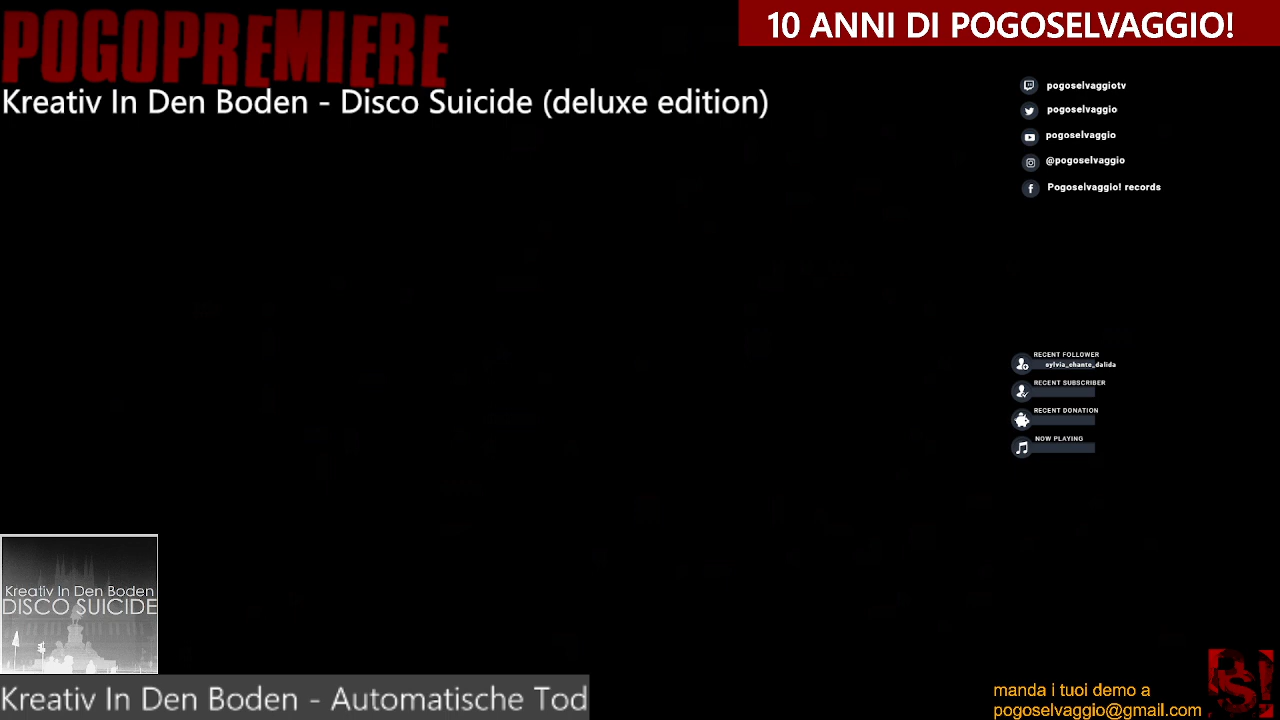 POGOPREMIERE
10 ANNI DI POGOSELVAGGIO!
Kreativ In Den Boden - Disco Suicide (deluxe edition)
pogoselvaggiotv
pogoselvaggio
pogoselvaggio
@pogoselvaggio
Pogoselvaggio! records
RECENT FOLLOWER
sylvia_chante_dalida
RECENT SUBSCRIBER
RECENT DONATION
NOW PLAYING
Kreativ In Den Boden
DISCO SUICIDE
Kreativ In Den Boden - Automatische Tod
manda i tuoi demo a
pogoselvaggio@gmail.com
PS!